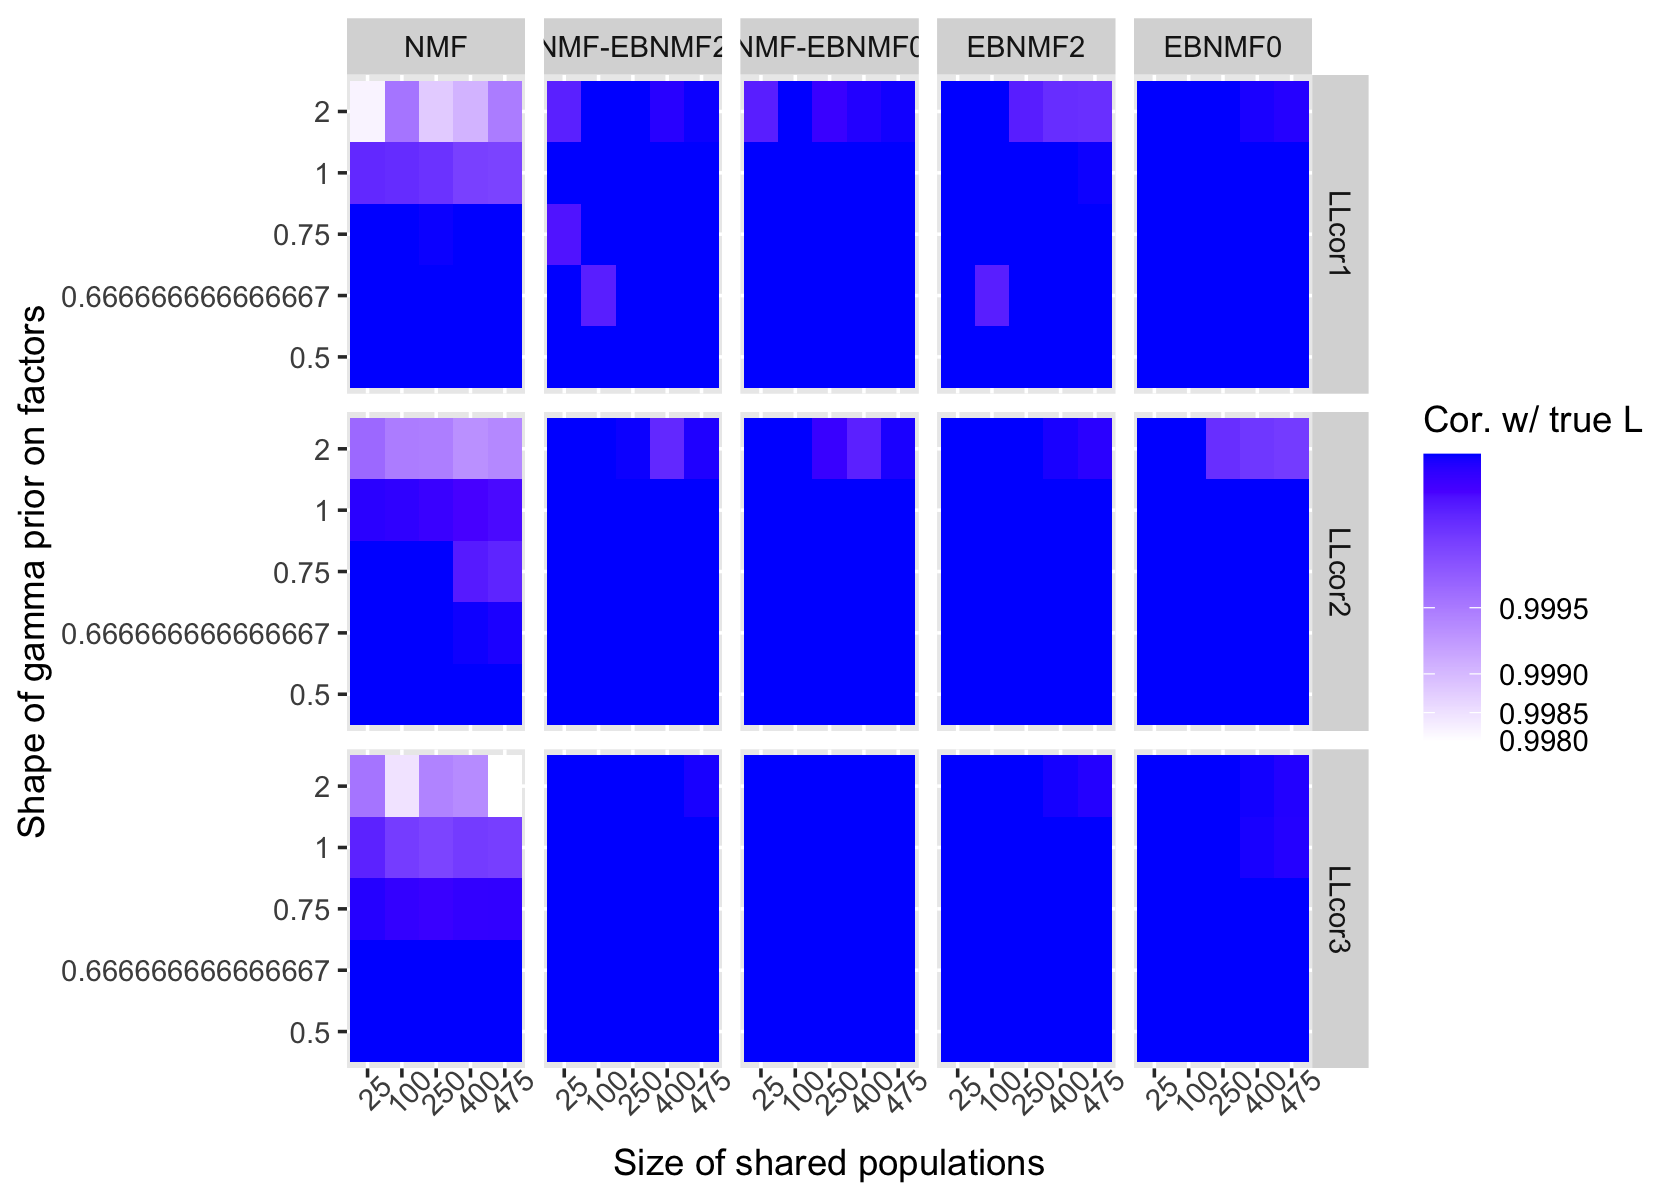 NMF
NMF-EBNMF2
NMF-EBNMF0
EBNMF2
EBNMF0
Shape of gamma prior on factors
2
1
0.75
0.666666666666667
0.5
LLcor1
2
1
0.75
0.666666666666667
0.5
LLcor2
2
1
0.75
0.666666666666667
0.5
LLcor3
25 100 250 400 475
25 100 250 400 475
25 100 250 400 475
25 100 250 400 475
25 100 250 400 475
Size of shared populations
Cor. w/ true L
0.9995
0.9990
0.9985
0.9980